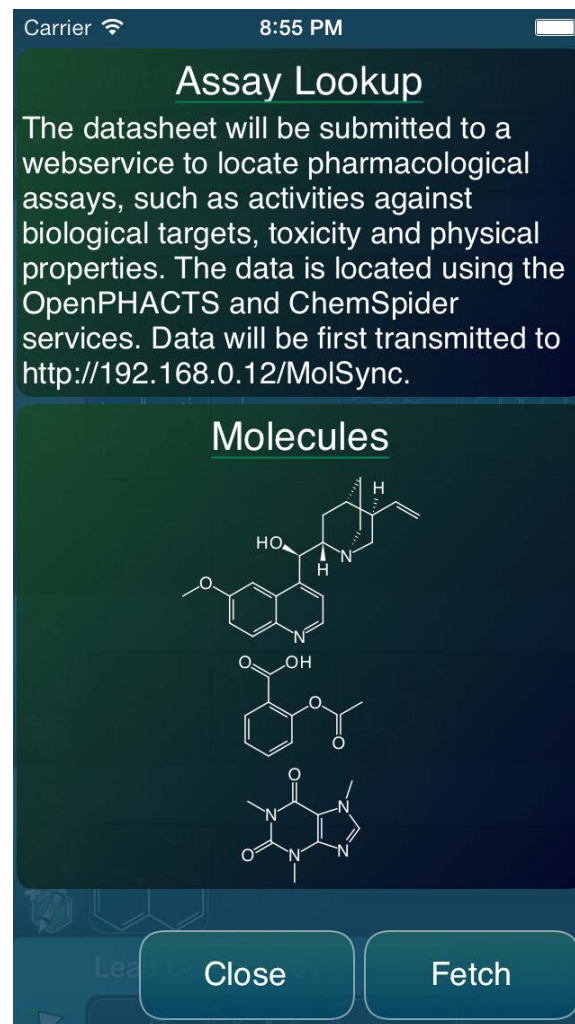 Carrier 8:55 PM
Assay Lookup
The datasheet will be submitted to a
webservice to locate pharmacological
assays, such as activities against
biological targets, toxicity and physical
properties. The data is located using the
OpenPHACTS and ChemSpider
services. Data will be first transmitted to
http://192.168.0.12/MolSync.
Molecules
H
HO
N
H
O
N
O OH
O
O
O
N
N
O
N
N
Close Fetch